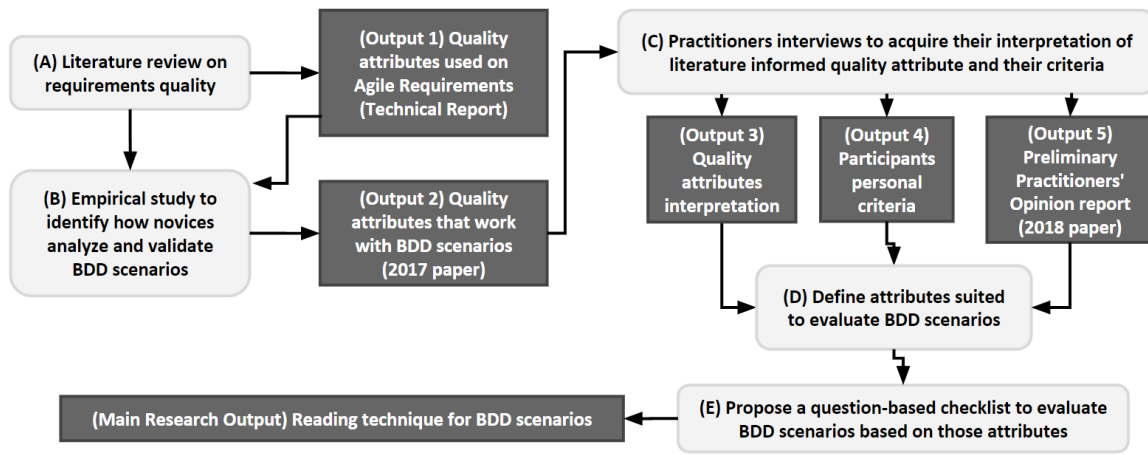 (A) Literature review on
requirements quality
(Output 1) Quality
attributes used on
Agile Requirements
(Technical Report)
(B) Empirical study to
identify how novices
analyze and validate
BDD scenarios
(Output 2) Quality
attributes that work
with BDD scenarios
(2017 paper)
(C) Practitioners interviews to acquire their interpretation of
literature informed quality attribute and their criteria
(Output 3)
Quality
attributes
interpretation
(Output 4)
Participants
personal
criteria
(Output 5)
Preliminary
Practitioners'
Opinion report
(2018 paper)
(D) Define attributes suited
to evaluate BDD scenarios
(E) Propose a question-based checklist to evaluate
BDD scenarios based on those attributes
(Main Research Output) Reading technique for BDD scenarios